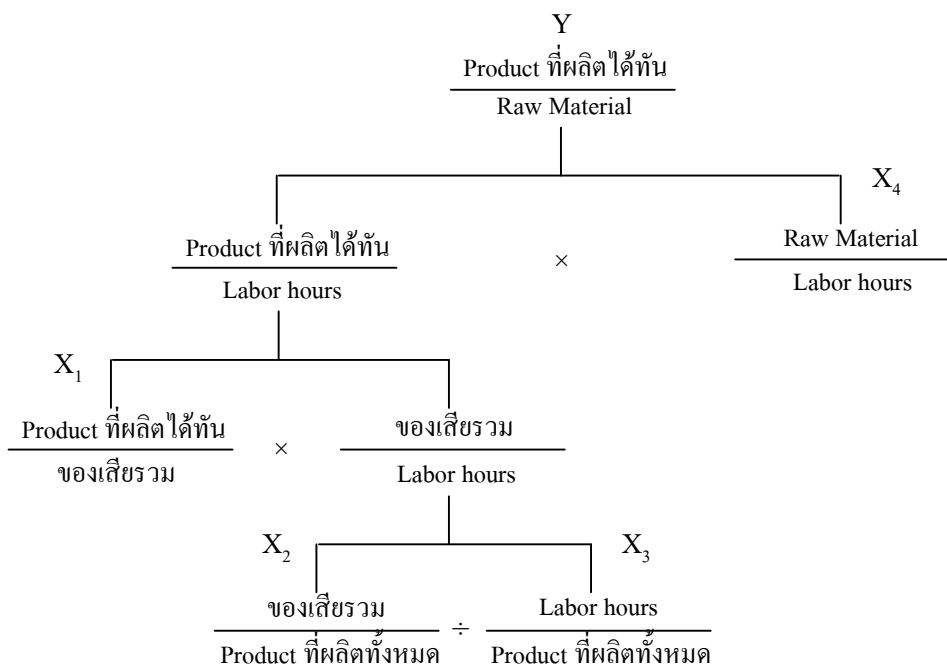 Y
Product ที่ผลิตได้ทัน
Raw Material
X4
Product ที่ผลิตได้ทัน
Labor hours
×
Raw Material
Labor hours
X1
Product ที่ผลิตได้ทัน
ของเสียรวม
×
ของเสียรวม
Labor hours
X2
X3
ของเสียรวม
Product ที่ผลิตทั้งหมด
÷
Labor hours
Product ที่ผลิตทั้งหมด